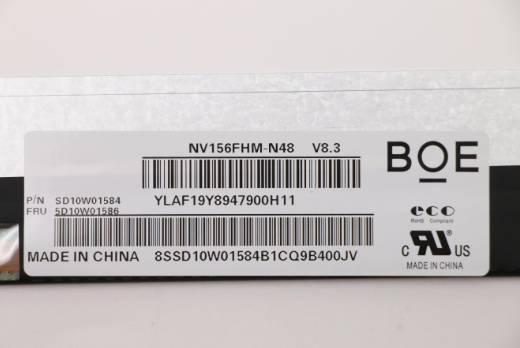 NV156FHM-N48 V8.3
BOE
YLAF19Y8947900H11
P/N SD10W01584
FRU 5D10W01586
eco
RoHS Compliant
C RU US
MADE IN CHINA 8SSD10W01584B1CQ9B400JV
MADE IN CHINA